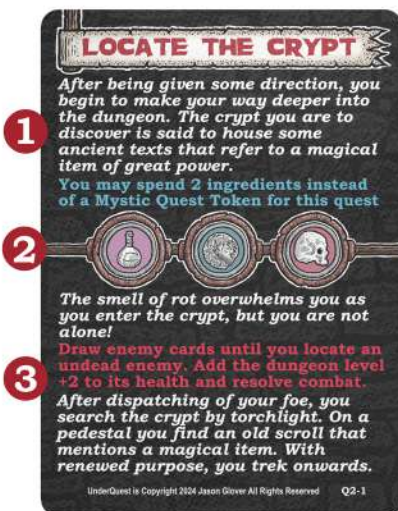 LOCATE THE CRYPT
After being given some direction, you
begin to make your way deeper into
the dungeon. The crypt you are to
discover is said to house some
ancient texts that refer to a magical
item of great power.
1
You may spend 2 ingredients instead
of a Mystic Quest Token for this quest
2
The smell of rot overwhelms you as
you enter the crypt, but you are not
alone!
Draw enemy cards until you locate an
undead enemy. Add the dungeon level
+2 to its health and resolve combat.
3
After dispatching of your foe, you
search the crypt by torchlight. On a
pedestal you find an old scroll that
mentions a magical item. With
renewed purpose, you trek onwards.
UnderQuest is Copyright 2024 Jason Glover All Rights Reserved Q2-1